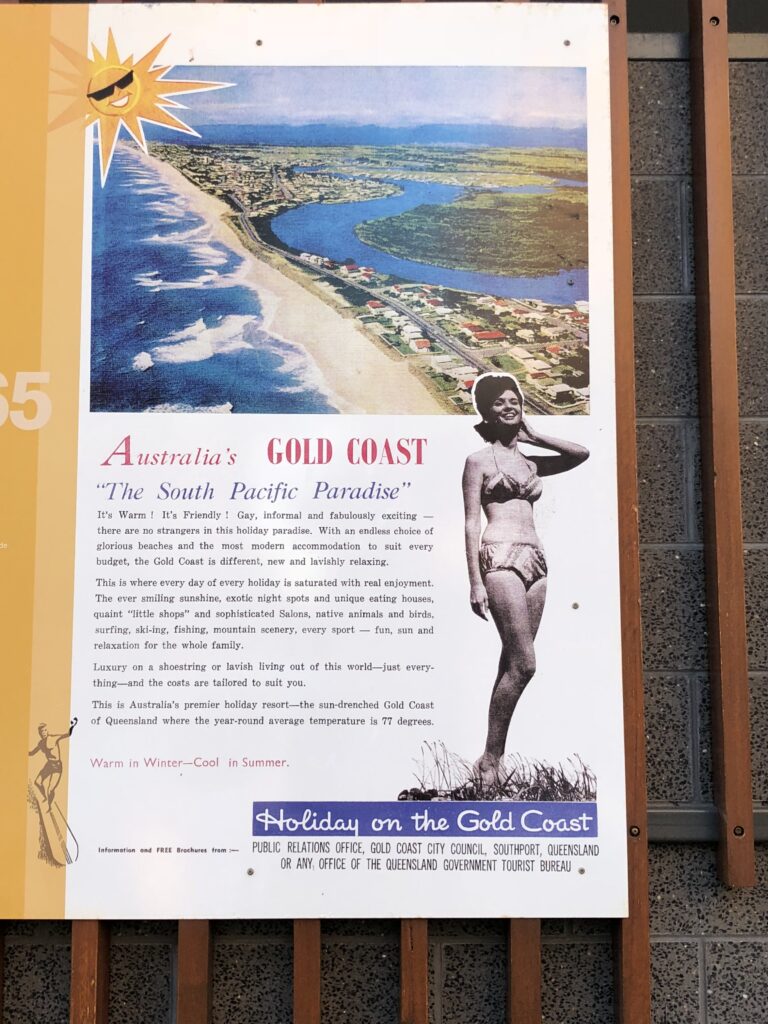 65
de
Australia's GOLD COAST
"The South Pacific Paradise"
It's Warm ! It's Friendly ! Gay, informal and fabulously exciting —
there are no strangers in this holiday paradise. With an endless choice of
glorious beaches and the most modern accommodation to suit every
budget, the Gold Coast is different, new and lavishly relaxing.
This is where every day of every holiday is saturated with real enjoyment.
The ever smiling sunshine, exotic night spots and unique eating houses,
quaint "little shops" and sophisticated Salons, native animals and birds,
surfing, ski-ing, fishing, mountain scenery, every sport — fun, sun and
relaxation for the whole family.
Luxury on a shoestring or lavish living out of this world—just every-
thing—and the costs are tailored to suit you.
This is Australia's premier holiday resort—the sun-drenched Gold Coast
of Queensland where the year-round average temperature is 77 degrees.
Warm in Winter—Cool in Summer.
Holiday on the Gold Coast
Information and FREE Brochures from :—
PUBLIC RELATIONS OFFICE, GOLD COAST CITY COUNCIL, SOUTHPORT, QUEENSLAND
OR ANY OFFICE OF THE QUEENSLAND GOVERNMENT TOURIST BUREAU